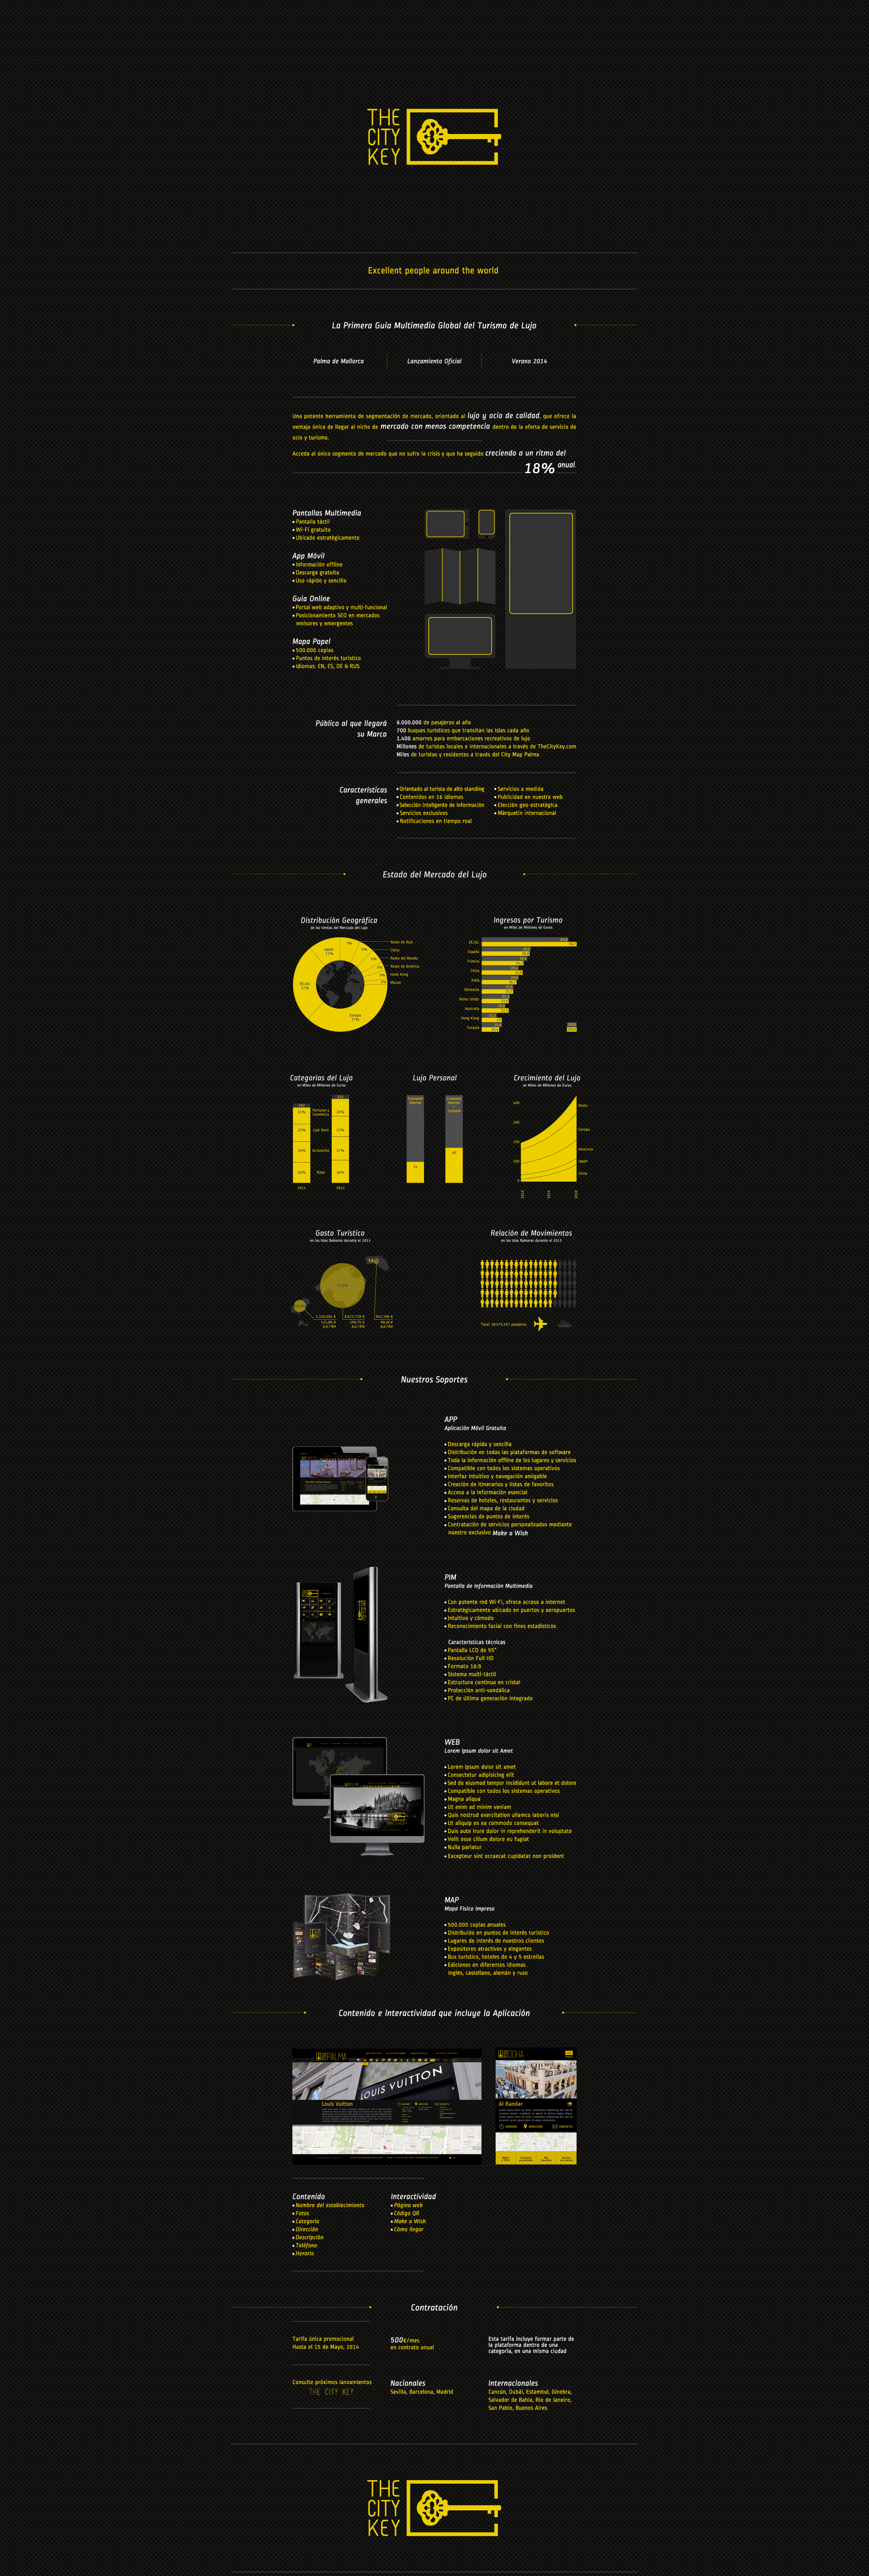 THE
CITY
KEY
Excellent people around the world
La Primera Guía Multimedia Global del Turismo de Lujo
Palma de Mallorca
Lanzamiento Oficial
Verano 2014
Una potente herramienta de segmentación de mercado, orientado al lujo y ocio de calidad, que ofrece la
ventaja única de llegar al nicho de mercado con menos competencia dentro de la oferta de servicio de
ocio y turismo.
Acceda al único segmento de mercado que no sufre la crisis y que ha seguido creciendo a un ritmo del
18% anual.
Pantallas Multimedia
Pantalla táctil
Wi-Fi gratuito
Ubicado estratégicamente
App Móvil
Información offline
Descarga gratuita
Uso rápido y sencillo
Guía Online
Portal web adaptivo y multi-funcional
Posicionamiento SEO en mercados
emisores y emergentes
Mapa Papel
500.000 copias
Puntos de interés turístico
Idiomas: EN, ES, DE & RUS
Público al que llegará
su Marca
6.000.000 de pasajeros al año
700 buques turísticos que transitan las islas cada año
1.400 amarres para embarcaciones recreativas de lujo
Millones de turistas locales e internacionales a través de TheCityKey.com
Miles de turistas y residentes a través del City Map Palma
Características
generales
Orientado al turista de alto standing
Contenidos en 16 idiomas
Selección inteligente de información
Servicios exclusivos
Notificaciones en tiempo real
Servicios a medida
Publicidad en nuestra web
Elección geo-estratégica
Márquetin internacional
Estado del Mercado del Lujo
Distribución Geográfica
de las Ventas del Mercado del Lujo
Resto de Asia
China
Resto del Mundo
Resto de América
Hong Kong
Macao
Japón
12%
EE.UU.
27%
Europa
37%
Ingresos por Turismo
en Miles de Millones de Euros
EE.UU.
España
Francia
China
Italia
Alemania
Reino Unido
Australia
Hong Kong
Turquía
Categorías del Lujo
en Miles de Millones de Euros
Perfume y
Cosmética
Lujo Duro
Accesorios
Ropa
Lujo Personal
Consumo
Interior
Consumo
Interior
+
Turismo
Crecimiento del Lujo
en Miles de Millones de Euros
400
300
200
100
0
Resto
Europa
Americas
Japón
China
Gasto Turístico
en las Islas Baleares durante el 2013
Relación de Movimientos
en las Islas Baleares durante el 2013
Nuestros Soportes
APP
Aplicación Móvil Gratuita
Descarga rápida y sencilla
Distribución en todas las plataformas de software
Toda la información offline de los lugares y servicios
Compatible con todos los sistemas operativos
Interfaz intuitivo y navegación amigable
Creación de itinerarios y listas de favoritos
Acceso a la información esencial
Reservas de hoteles, restaurantes y servicios
Consulta del mapa de la ciudad
Sugerencias de puntos de interés
Contratación de servicios personalizados mediante
nuestro exclusivo Make a Wish
PIM
Pantalla de Información Multimedia
Con potente red Wi-Fi, ofrece acceso a internet
Estratégicamente ubicado en puertos y aeropuertos
Intuitivo y cómodo
Reconocimiento facial con fines estadísticos
Características técnicas
Pantalla LCD de 55"
Resolución Full HD
Formato 16:9
Sistema multi-táctil
Estructura continua en cristal
Protección anti-vandálica
PC de última generación integrado
WEB
Lorem Ipsum dolor sit Amet
Lorem ipsum dolor sit amet
Consectetur adipisicing elit
Sed do eiusmod tempor incididunt ut labore et dolore
Compatible con todos los sistemas operativos
Magna aliqua
Ut enim ad minim veniam
Quis nostrud exercitation ullamco laboris nisi
Ut aliquip ex ea commodo consequat
Duis aute irure dolor in reprehenderit in voluptate
Velit esse cillum dolore eu fugiat
Nulla pariatur
Excepteur sint occaecat cupidatat non proident
MAP
Mapa Físico Impreso
500.000 copias anuales
Distribuido en puntos de interés turístico
Lugares de interés de nuestros clientes
Expositores atractivos y elegantes
Bus turístico, hoteles de 4 y 5 estrellas
Ediciones en diferentes idiomas
Inglés, castellano, alemán y ruso
Contenido e Interactividad que incluye la Aplicación
PALMA
LOUIS VUITTON
Louis Vuitton
DOHA
Al Bandar
Contenido
Nombre del establecimiento
Fotos
Categoría
Dirección
Descripción
Teléfono
Horario
Interactividad
Página web
Código QR
Make a Wish
Cómo llegar
Contratación
Tarifa única promocional
Hasta el 15 de Mayo, 2014
500€/mes
en contrato anual
Esta tarifa incluye formar parte de
la plataforma dentro de una
categoría, en una misma ciudad
Consulte próximos lanzamientos
THE CITY KEY
Nacionales
Sevilla, Barcelona, Madrid
Internacionales
Cancún, Dubái, Estambul, Ginebra,
Salvador de Bahía, Río de Janeiro,
San Pablo, Buenos Aires
THE
CITY
KEY